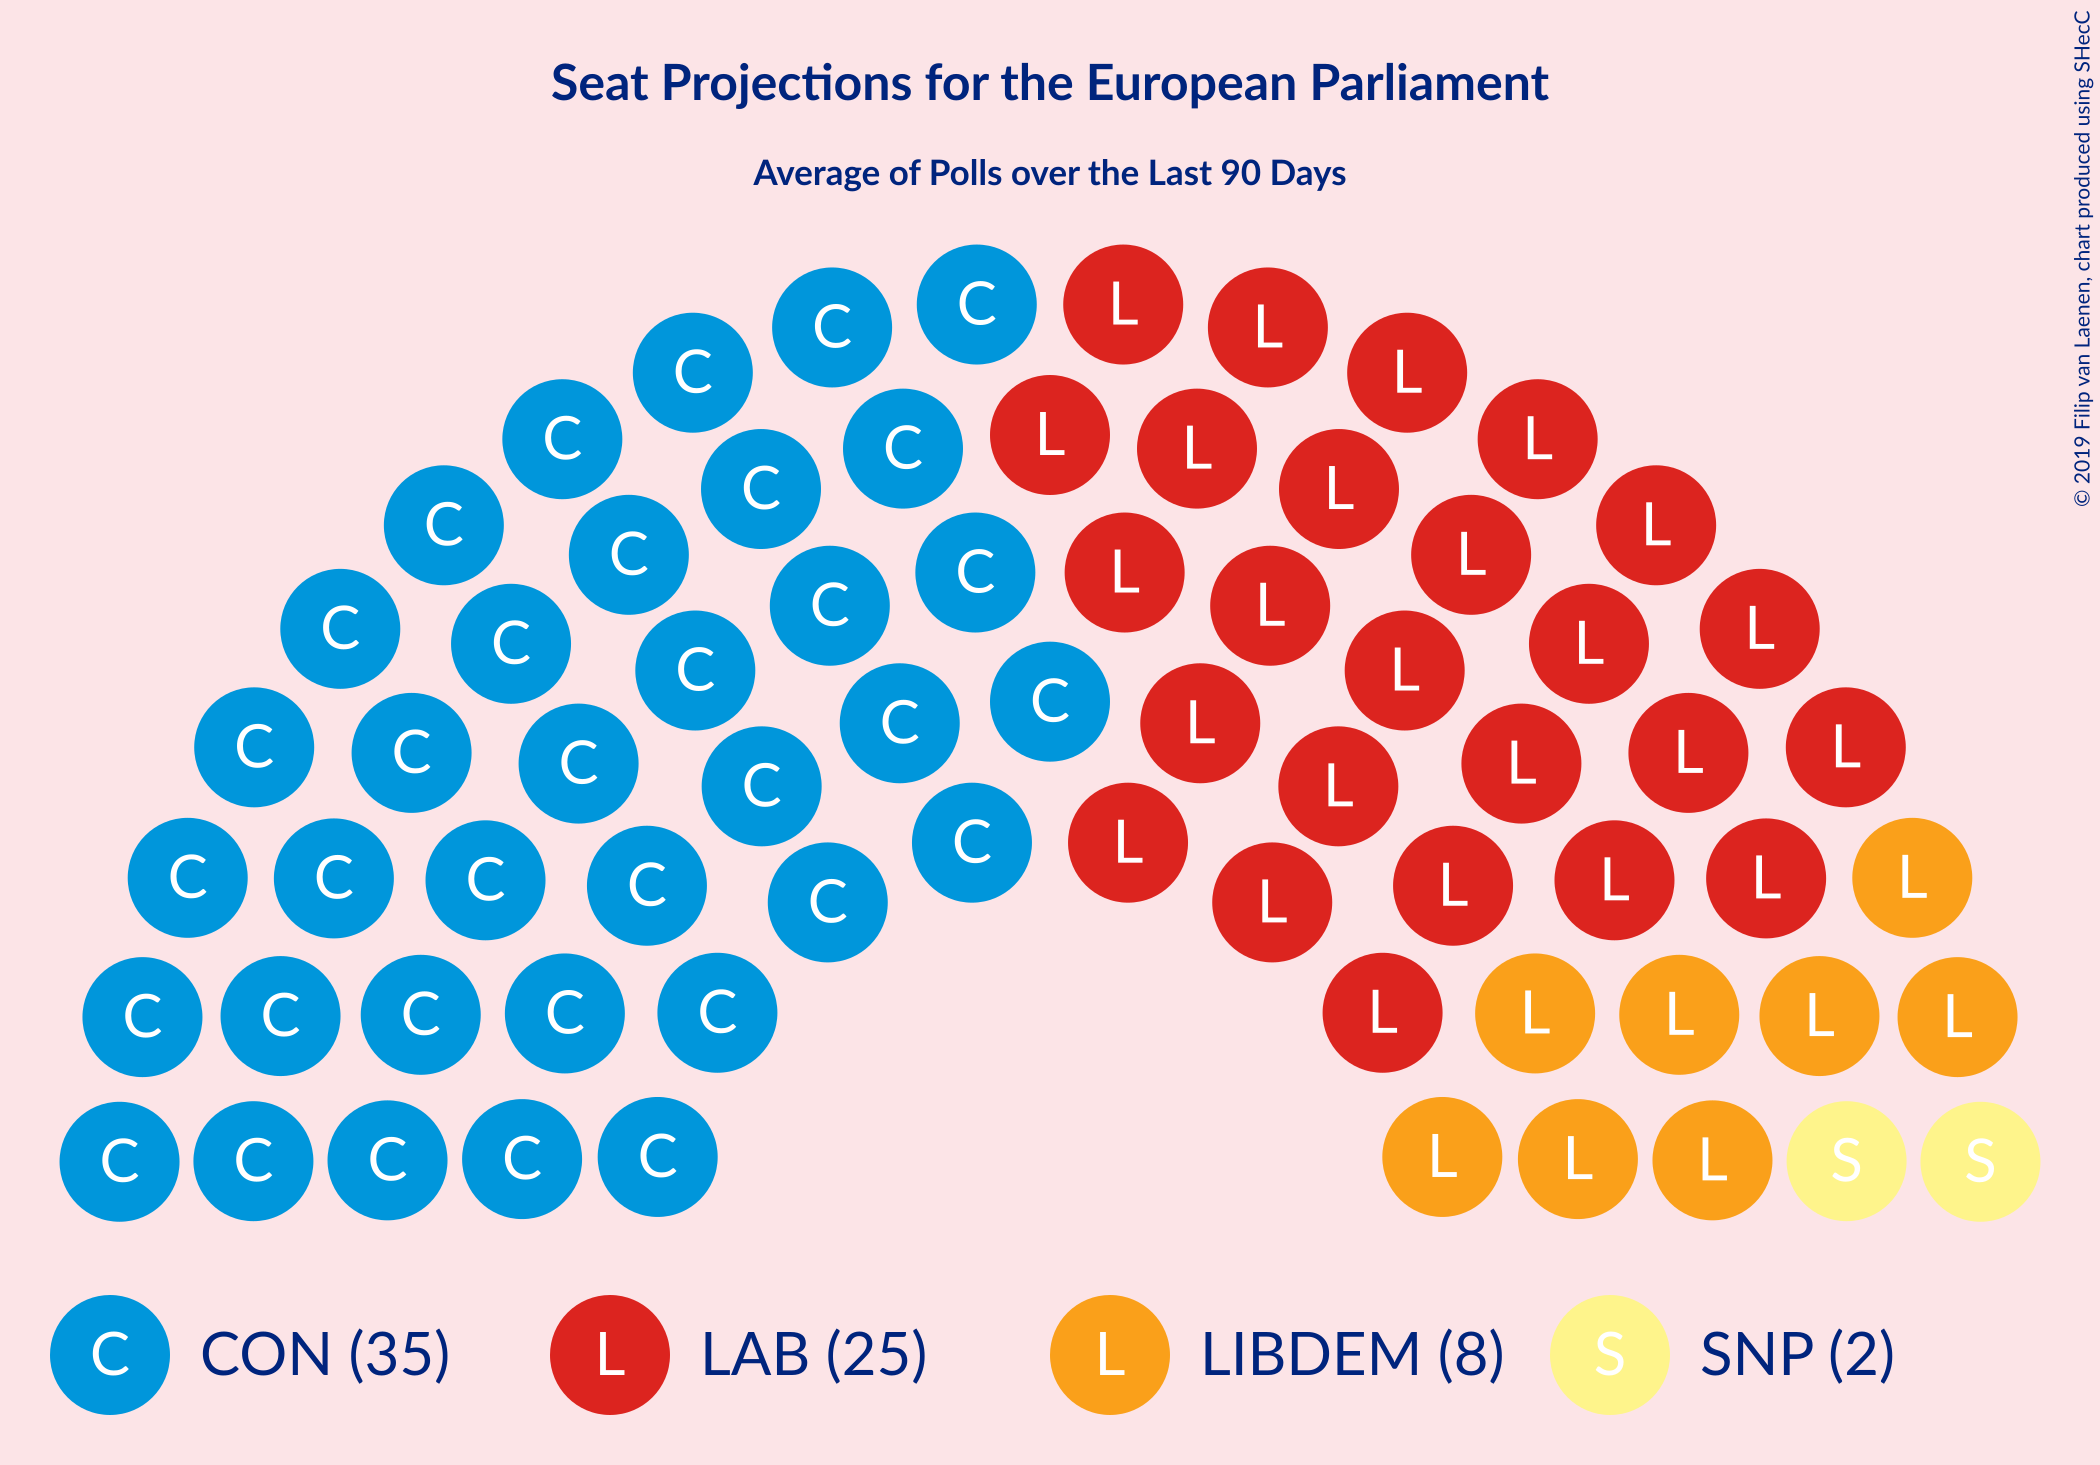 © 2019 Filip van Laenen, chart produced using SHecC
Seat Projections for the European Parliament
Average of Polls over the Last 90 Days
C L
C L
C L
C L L
C L
C L
C L
C L
C L
C L
C L
C L
C L
C
C L
C C C L L L
C L
C L
C C C C L L L L
C L
C C C C C L L L L L
C C C C C L L L S S
C CON (35) L LAB (25) L LIBDEM (8) S SNP (2)